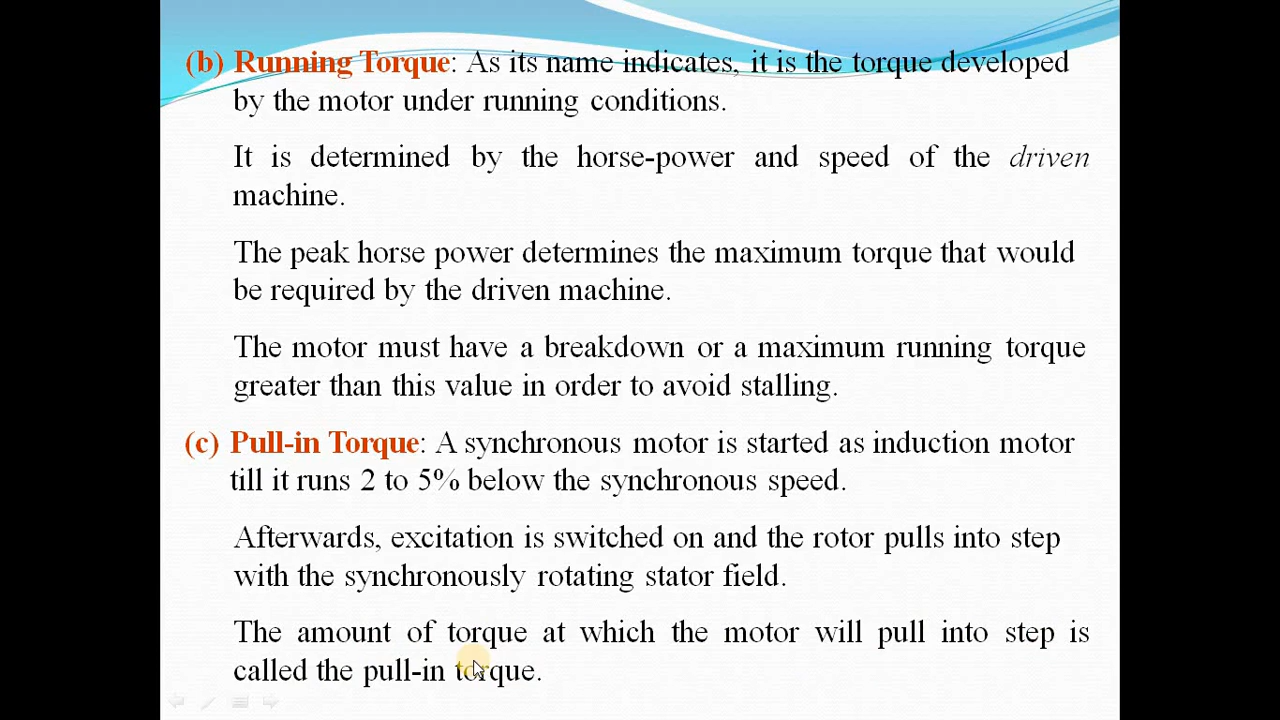 (b) Running Torque: As its name indicates, it is the torque developed
by the motor under running conditions.
It is determined by the horse-power and speed of the driven
machine.
The peak horse power determines the maximum torque that would
be required by the driven machine.
The motor must have a breakdown or a maximum running torque
greater than this value in order to avoid stalling.
(c) Pull-in Torque: A synchronous motor is started as induction motor
till it runs 2 to 5% below the synchronous speed.
Afterwards, excitation is switched on and the rotor pulls into step
with the synchronously rotating stator field.
The amount of torque at which the motor will pull into step is
called the pull-in torque.